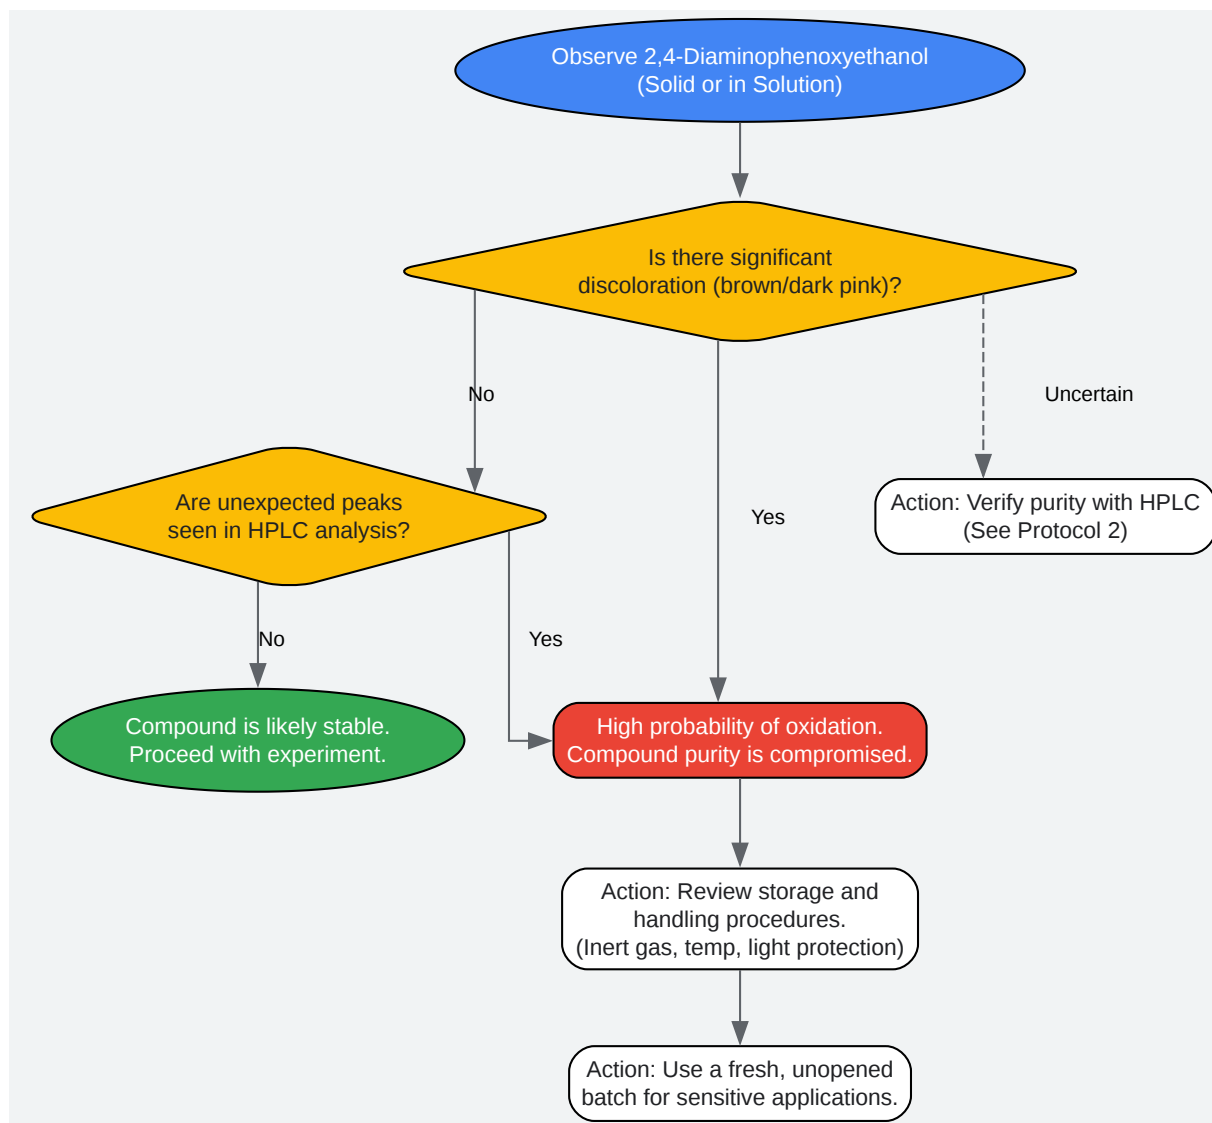 Observe 2,4-Diaminophenoxyethanol
(Solid or in Solution)
Is there significant
discoloration (brown/dark pink)?
No
Uncertain
Are unexpected peaks
seen in HPLC analysis?
Yes
Action: Verify purity with HPLC
(See Protocol 2)
No
Yes
Compound is likely stable.
Proceed with experiment.
High probability of oxidation.
Compound purity is compromised.
Action: Review storage and
handling procedures.
(Inert gas, temp, light protection)
Action: Use a fresh, unopened
batch for sensitive applications.